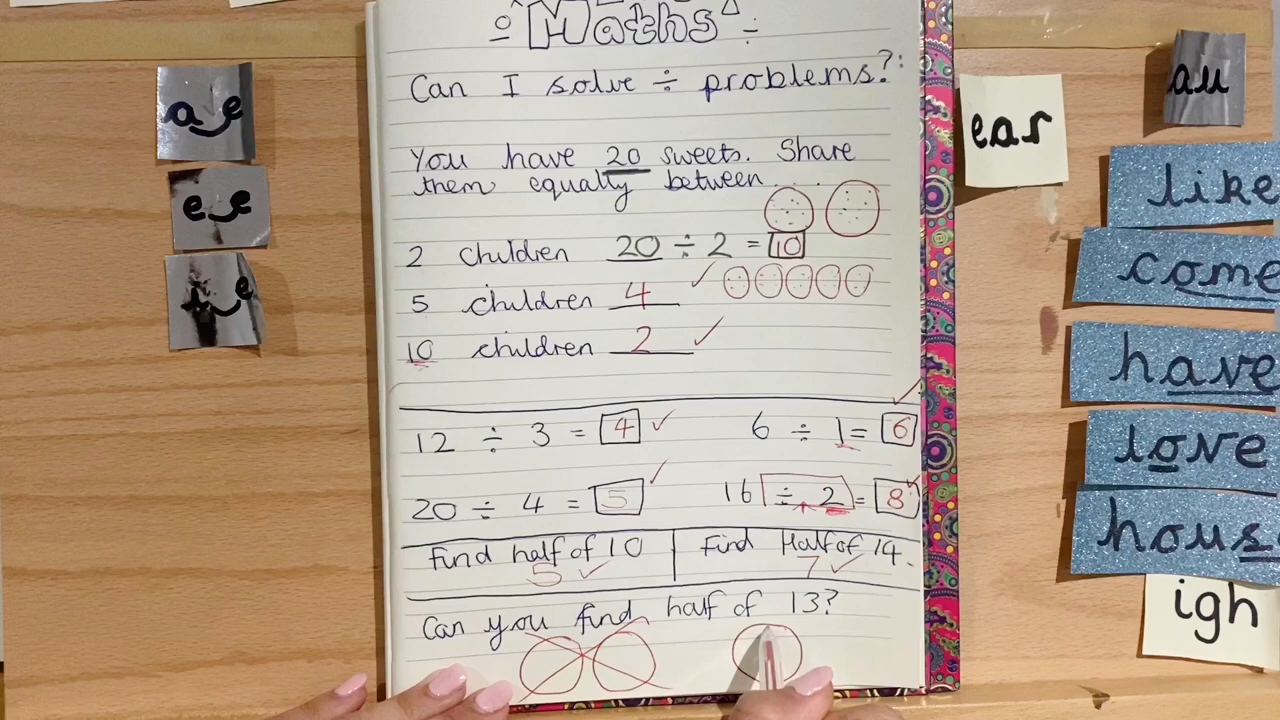 Maths ÷
Can I solve ÷ problems?:
You have 20 sweets. Share
them equally between...
2 children 20 ÷ 2 = 10
5 children 4
10 children 2
12 ÷ 3 = 4
6 ÷ 1 = 6
20 ÷ 4 = 5
16 ÷ 2 = 8
Find half of 10
5
Find Half of 14.
7
Can you find half of 13?
a_e
e_e
ear
au
like
come
have
love
house
igh